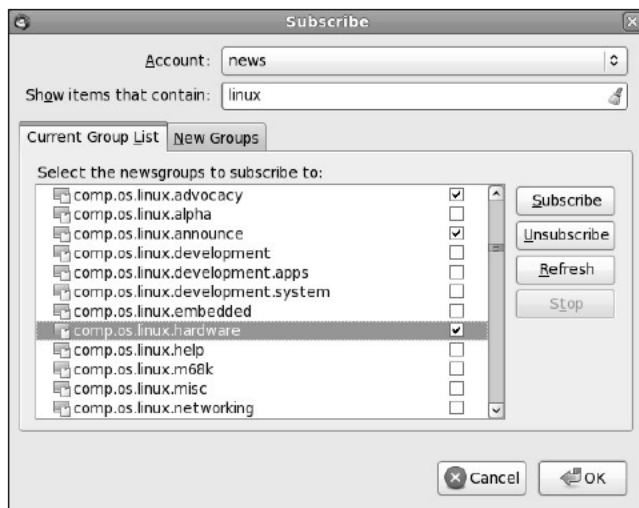 Subscribe
Account: news
Show items that contain: linux
Current Group List New Groups
Select the newsgroups to subscribe to:
comp.os.linux.advocacy
comp.os.linux.alpha
comp.os.linux.announce
comp.os.linux.development
comp.os.linux.development.apps
comp.os.linux.development.system
comp.os.linux.embedded
comp.os.linux.hardware
comp.os.linux.help
comp.os.linux.m68k
comp.os.linux.misc
comp.os.linux.networking
Subscribe
Unsubscribe
Refresh
Stop
Cancel OK